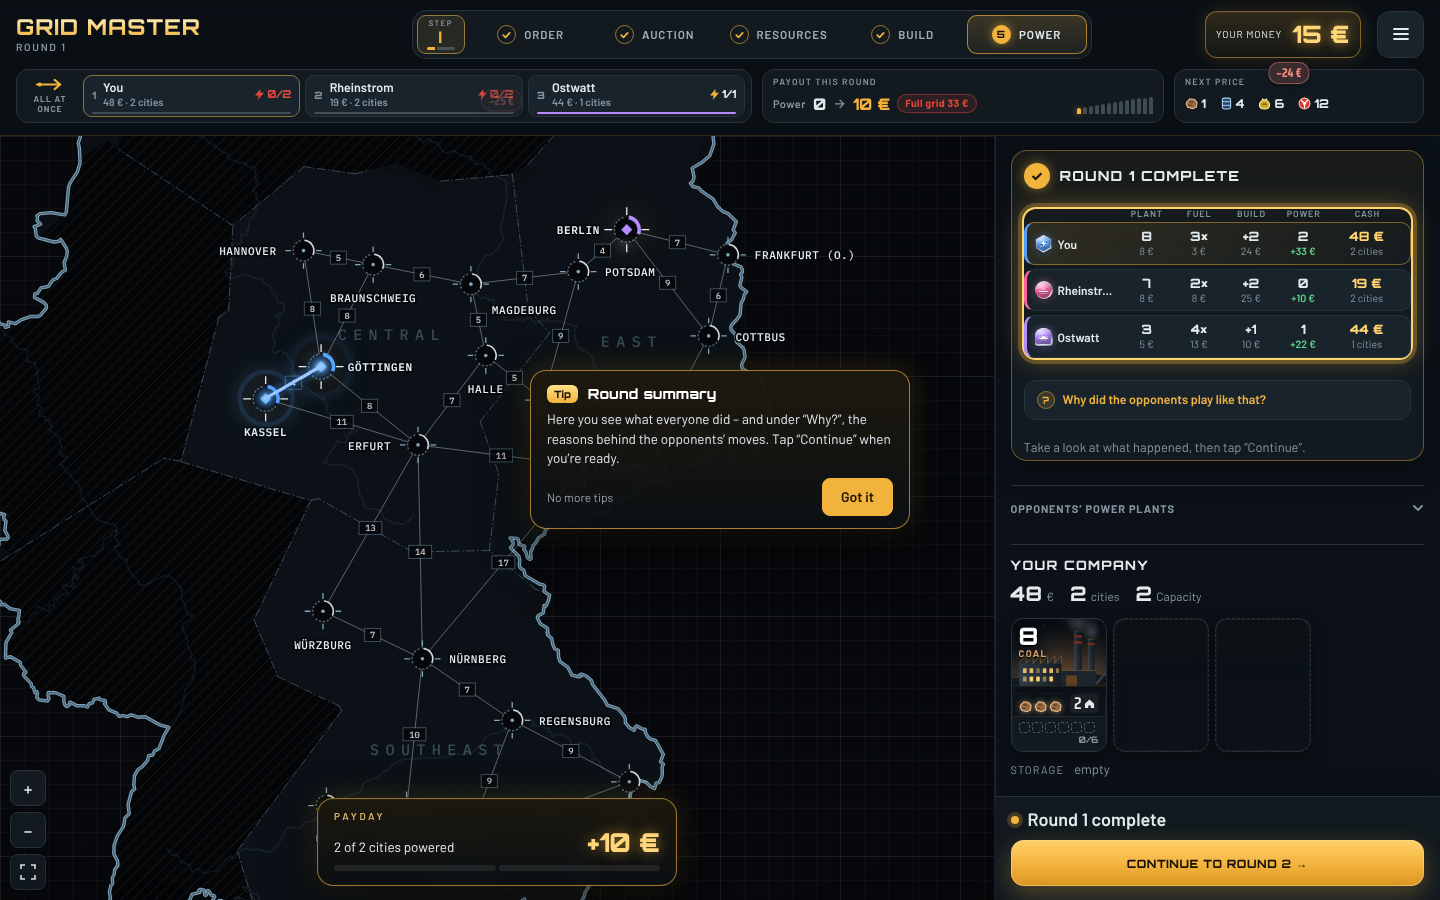 GRID MASTER
ROUND 1
STEP
I
ORDER
AUCTION
RESOURCES
BUILD
5 POWER
YOUR MONEY 15 €
-24 €
ALL AT ONCE
1 You
48 € · 2 cities
0/2
2 Rheinstrom
19 € · 2 cities
0/2
-25 €
3 Ostwatt
44 € · 1 cities
1/1
PAYOUT THIS ROUND
Power 0 → 10 € Full grid 33 €
NEXT PRICE
1 4 6 12
HANNOVER
5
6
7
BERLIN
4
7
FRANKFURT (O.)
POTSDAM
9
BRAUNSCHWEIG
8
8
MAGDEBURG
5
6
CENTRAL
9
EAST
COTTBUS
GÖTTINGEN
HALLE
5
7
8
11
KASSEL
ERFURT
11
13
14
17
WÜRZBURG
7
NÜRNBERG
7
REGENSBURG
10
SOUTHEAST
9
9
Tip Round summary
Here you see what everyone did – and under “Why?”, the
reasons behind the opponents’ moves. Tap “Continue” when
you’re ready.
No more tips
Got it
PAYDAY
2 of 2 cities powered
+10 €
+
−
ROUND 1 COMPLETE
PLANT FUEL BUILD POWER CASH
You 8 3x +2 2 48 €
8 € 3 € 24 € +33 € 2 cities
Rheinstr... 7 2x +2 0 19 €
8 € 8 € 25 € +10 € 2 cities
Ostwatt 3 4x +1 1 44 €
5 € 13 € 10 € +22 € 1 cities
? Why did the opponents play like that?
Take a look at what happened, then tap “Continue”.
OPPONENTS’ POWER PLANTS
YOUR COMPANY
48 € 2 cities 2 Capacity
8
COAL
2
0/6
STORAGE empty
Round 1 complete
CONTINUE TO ROUND 2 →